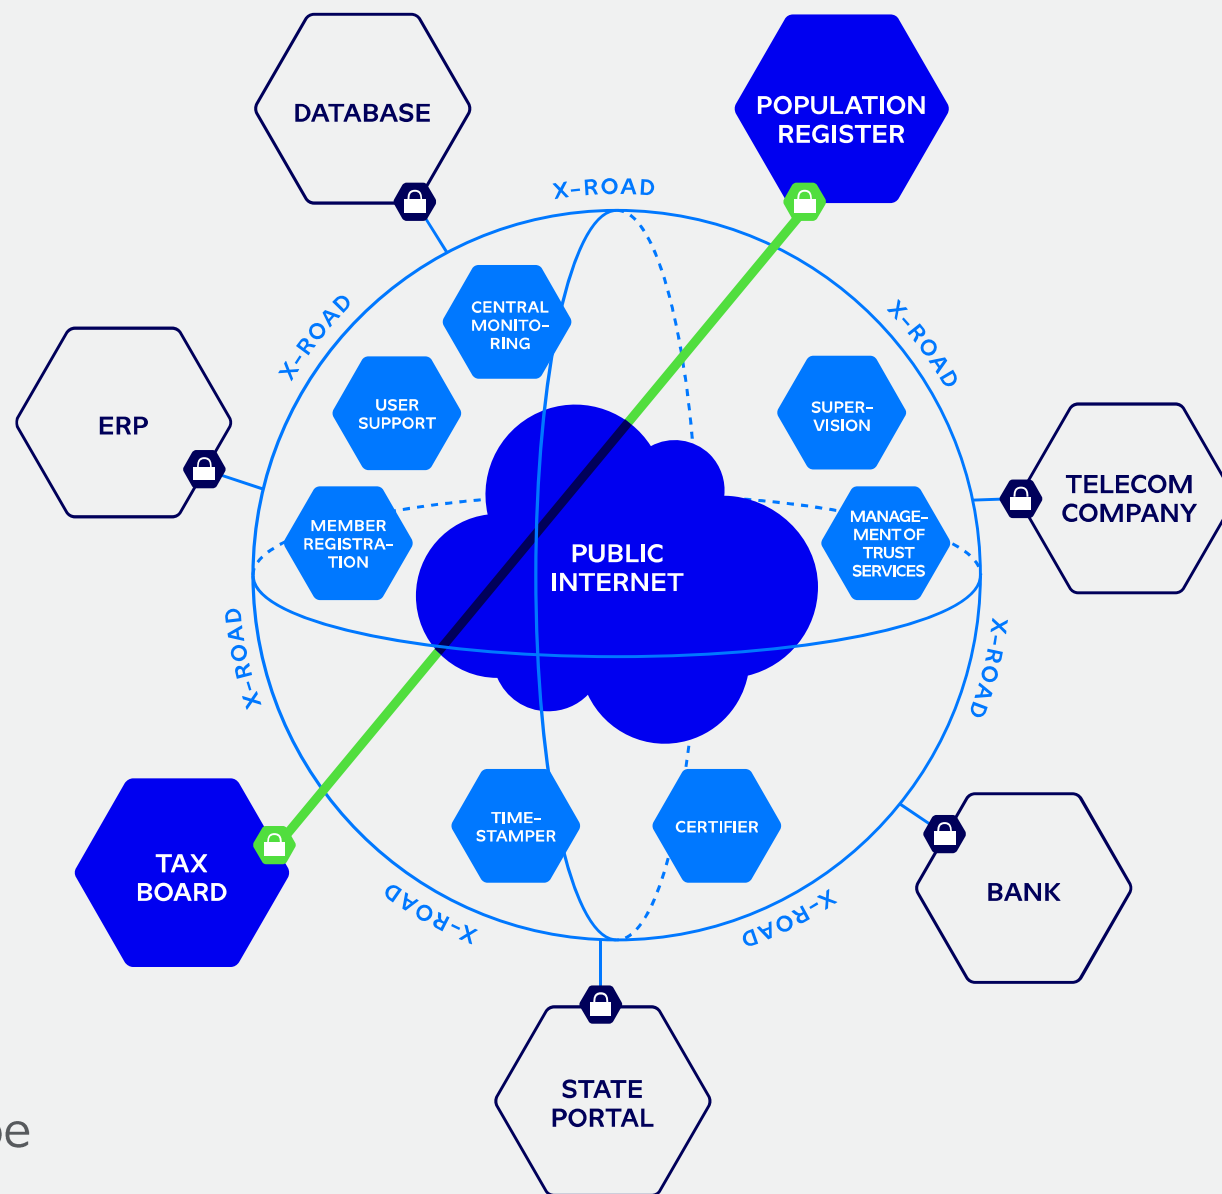 DATABASE
POPULATION
REGISTER
X-ROAD
CENTRAL
MONITO-
RING
X-ROAD
X-ROAD
USER
SUPPORT
SUPER-
VISION
ERP
TELECOM
COMPANY
MEMBER
REGISTRA-
TION
MANAGE-
MENT OF
TRUST
SERVICES
PUBLIC
INTERNET
X-ROAD
X-ROAD
TIME-
STAMPER
CERTIFIER
TAX
BOARD
BANK
X-ROAD
X-ROAD
STATE
PORTAL